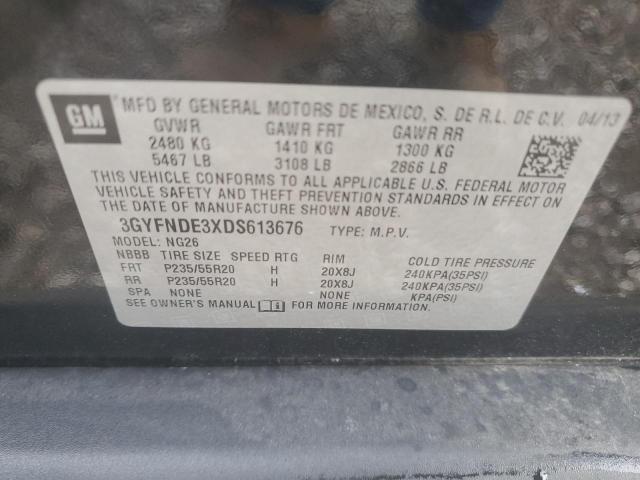 GM
MFD BY GENERAL MOTORS DE MEXICO, S. DE R.L. DE C.V. 04/13
GVWR GAWR FRT GAWR RR
2480 KG 1410 KG 1300 KG
5467 LB 3108 LB 2866 LB
THIS VEHICLE CONFORMS TO ALL APPLICABLE U.S. FEDERAL MOTOR
VEHICLE SAFETY AND THEFT PREVENTION STANDARDS IN EFFECT ON
THE DATE OF MANUFACTURE SHOWN ABOVE.
3GYFNDE3XDS613676 TYPE: M.P.V.
MODEL: NG26
NBBB TIRE SIZE SPEED RTG RIM COLD TIRE PRESSURE
FRT P235/55R20 H 20X8J 240KPA(35PSI)
RR P235/55R20 H 20X8J 240KPA(35PSI)
SPA NONE NONE KPA(PSI)
SEE OWNER'S MANUAL FOR MORE INFORMATION.